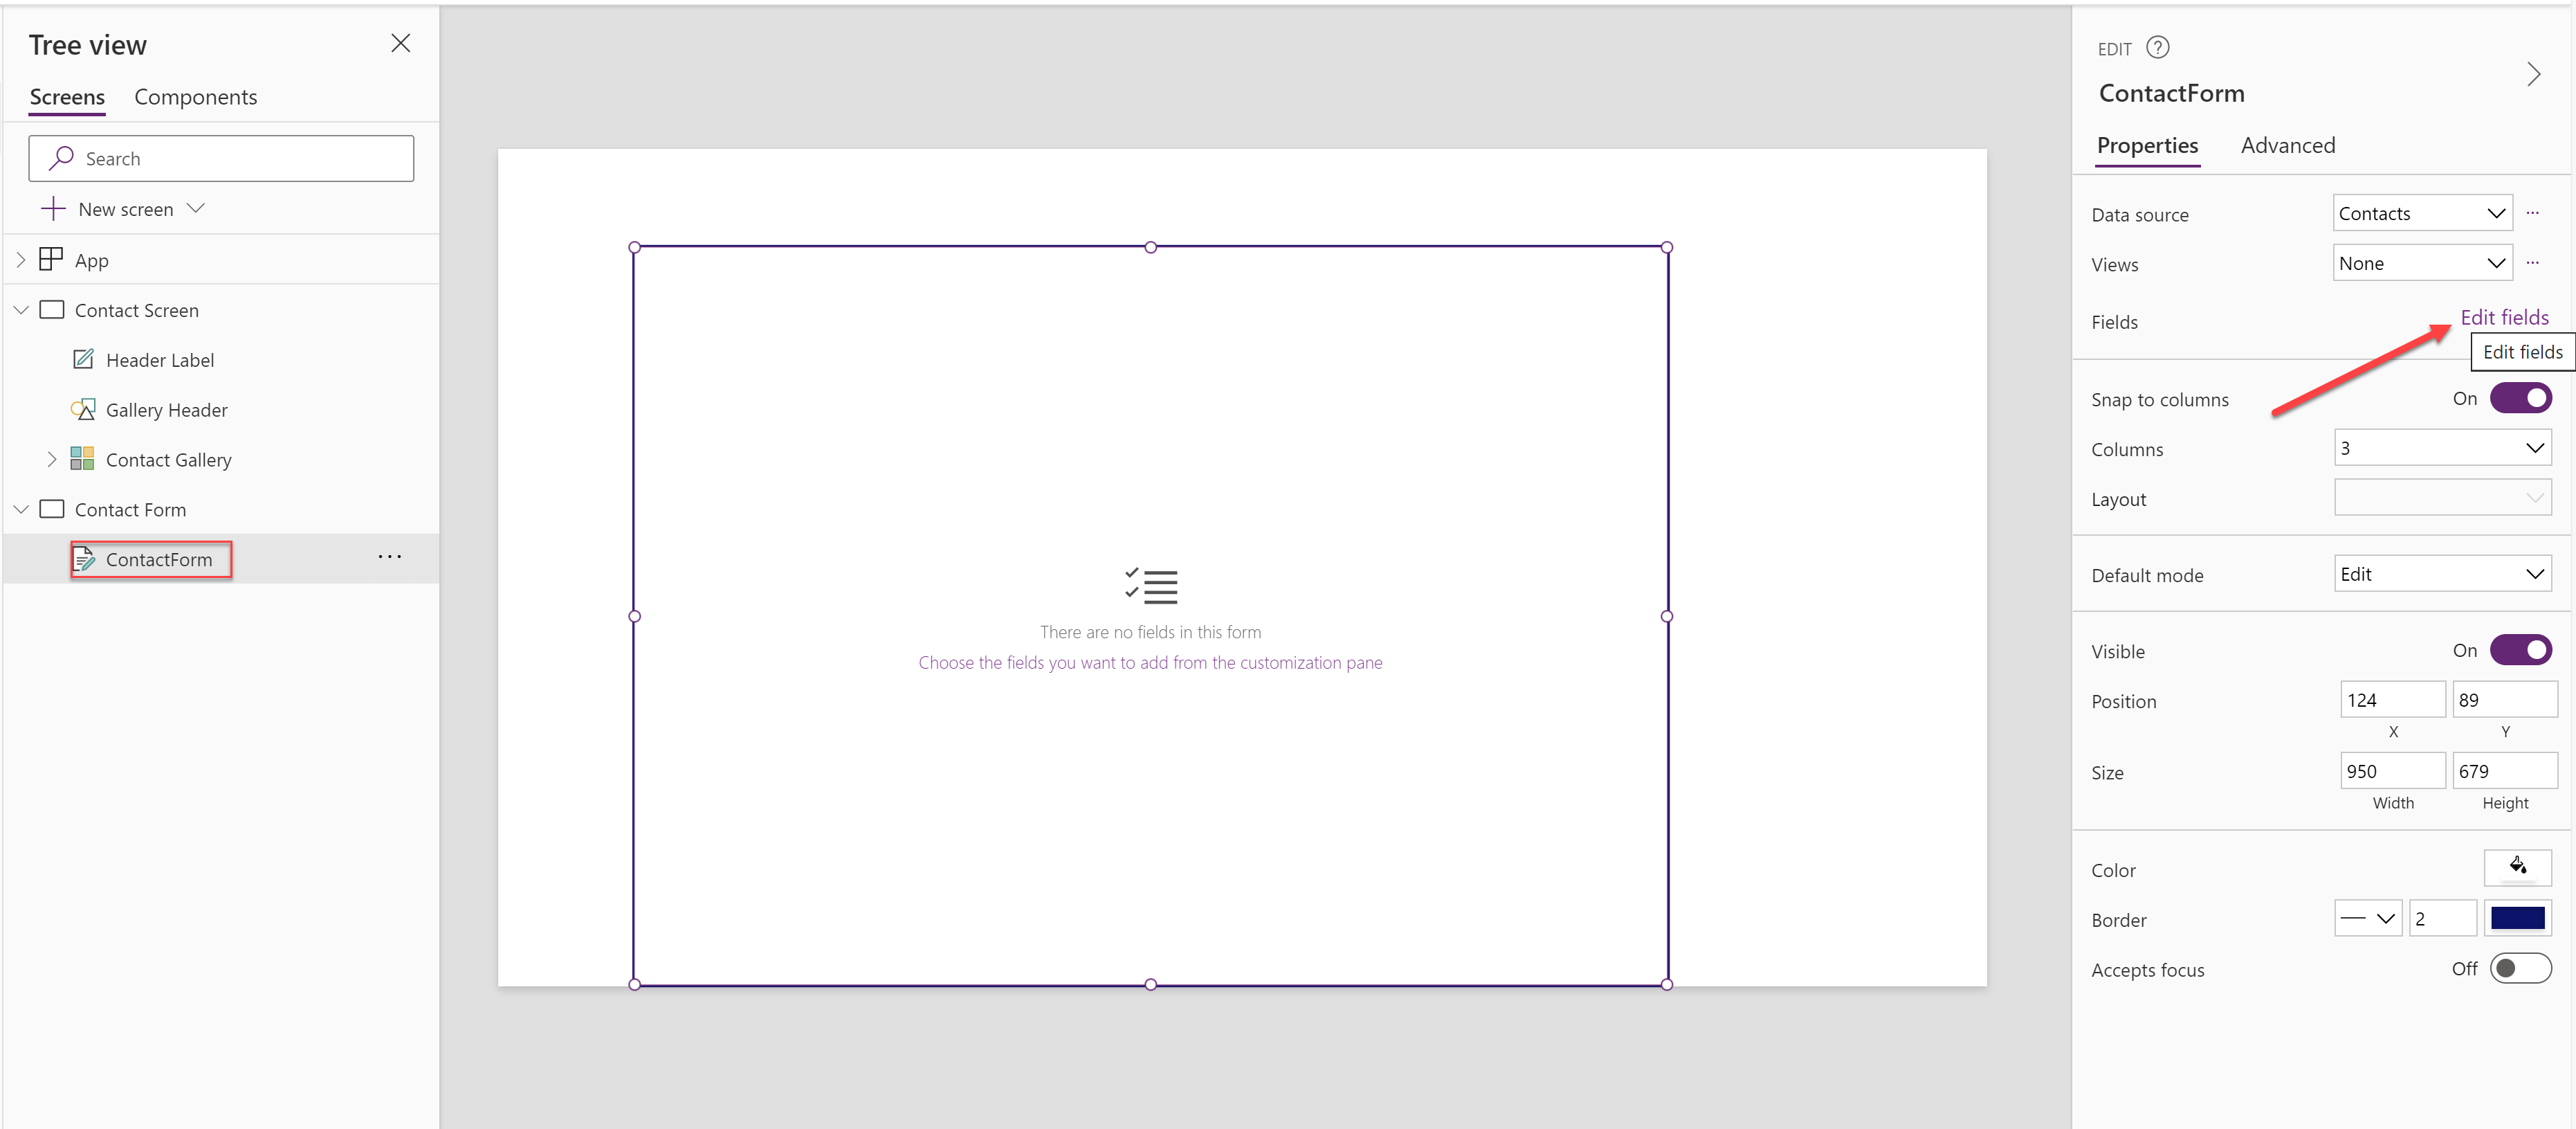 Tree view
Screens Components
Search
New screen
App
Contact Screen
Header Label
Gallery Header
Contact Gallery
Contact Form
ContactForm
There are no fields in this form
Choose the fields you want to add from the customization pane
EDIT ?
ContactForm
Properties Advanced
Data source Contacts
Views None
Fields Edit fields
Edit fields
Snap to columns On
Columns 3
Layout
Default mode Edit
Visible On
Position 124 89
X Y
Size 950 679
Width Height
Color
Border 2
Accepts focus Off